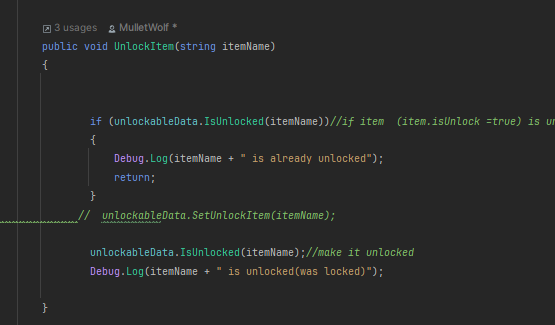 3 usages MulletWolf *
public void UnlockItem(string itemName)
{
if (unlockableData.IsUnlocked(itemName))//if item  (item.isUnlock =true) is
{
Debug.Log(itemName + " is already unlocked");
return;
}
//  unlockableData.SetUnlockItem(itemName);
unlockableData.IsUnlocked(itemName);//make it unlocked
Debug.Log(itemName + " is unlocked(was locked)");
}